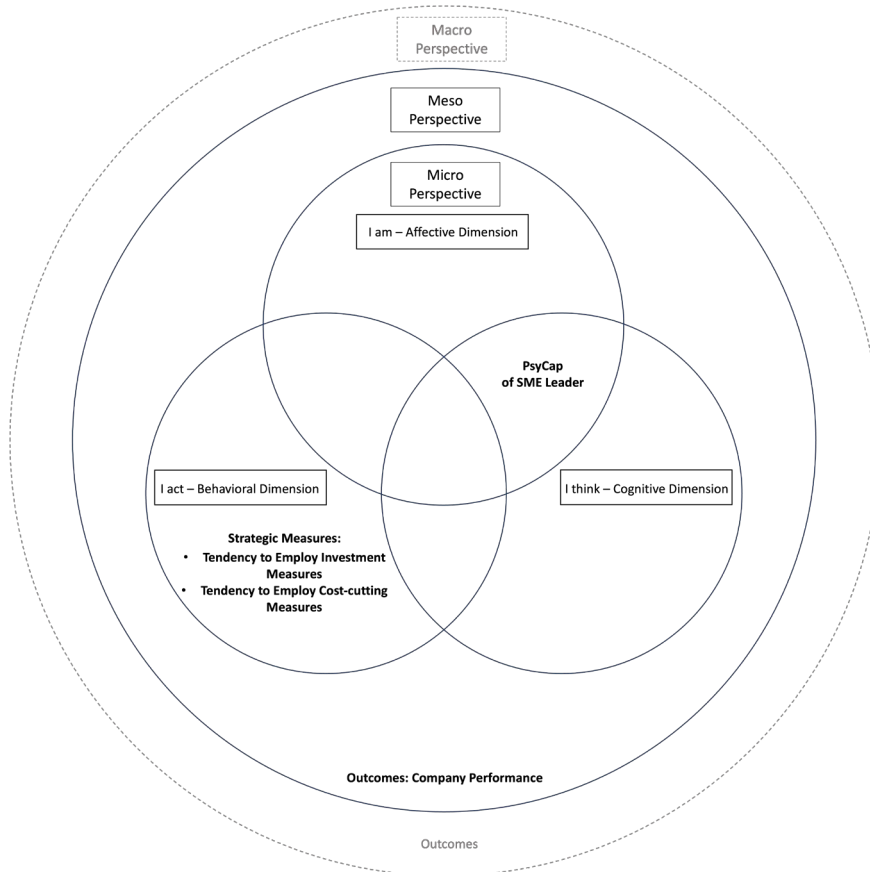 Macro
Perspective
Meso
Perspective
Micro
Perspective
I am – Affective Dimension
PsyCap
of SME Leader
I act – Behavioral Dimension
I think – Cognitive Dimension
Strategic Measures:
• Tendency to Employ Investment
Measures
• Tendency to Employ Cost-cutting
Measures
Outcomes: Company Performance
Outcomes